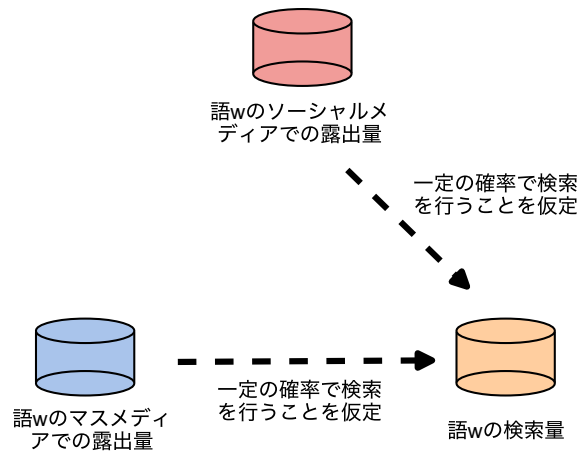 語wのソーシャルメ
ディアでの露出量
一定の確率で検索
を行うことを仮定
一定の確率で検索
を行うことを仮定
語wのマスメディ
アでの露出量
語wの検索量